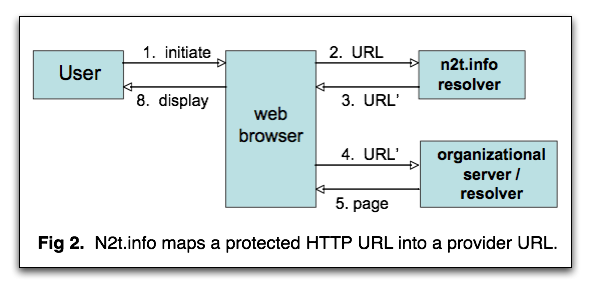 User
1. initiate
8. display
web
browser
2. URL
3. URL’
n2t.info
resolver
4. URL’
5. page
organizational
server /
resolver
Fig 2. N2t.info maps a protected HTTP URL into a provider URL.